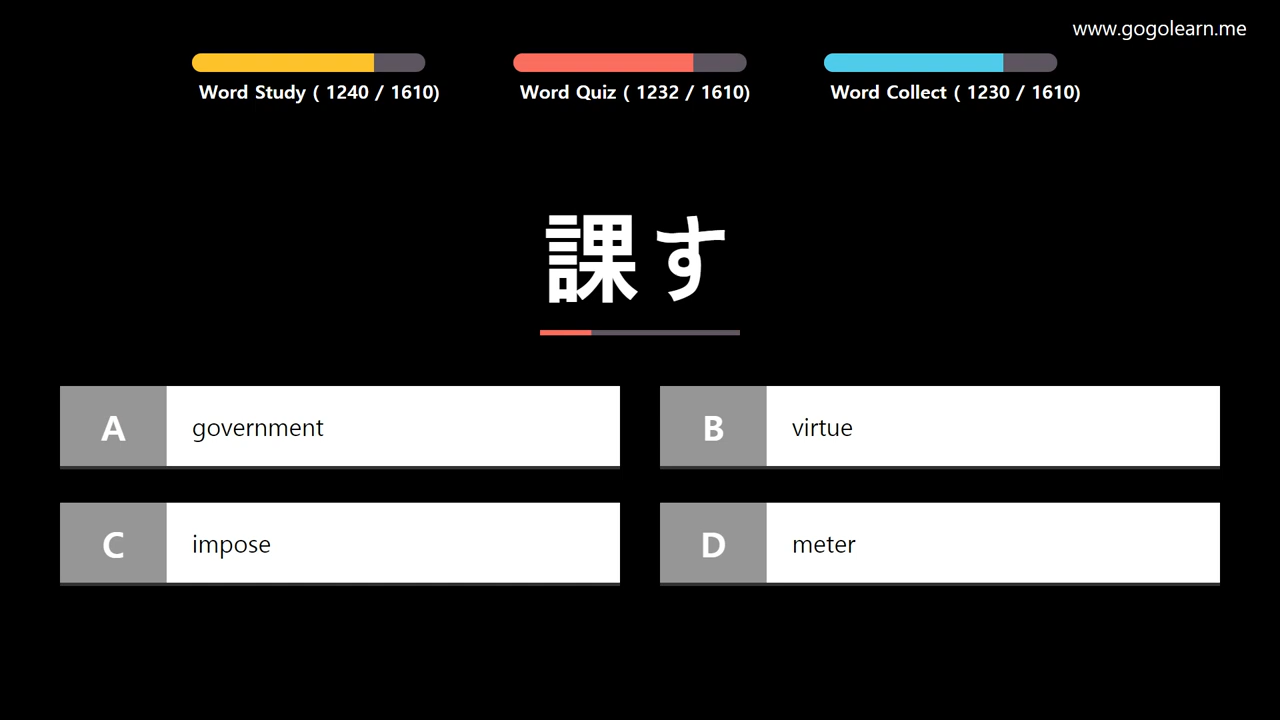 www.gogolearn.me
Word Study ( 1240 / 1610)
Word Quiz ( 1232 / 1610)
Word Collect ( 1230 / 1610)
課す
A government
B virtue
C impose
D meter